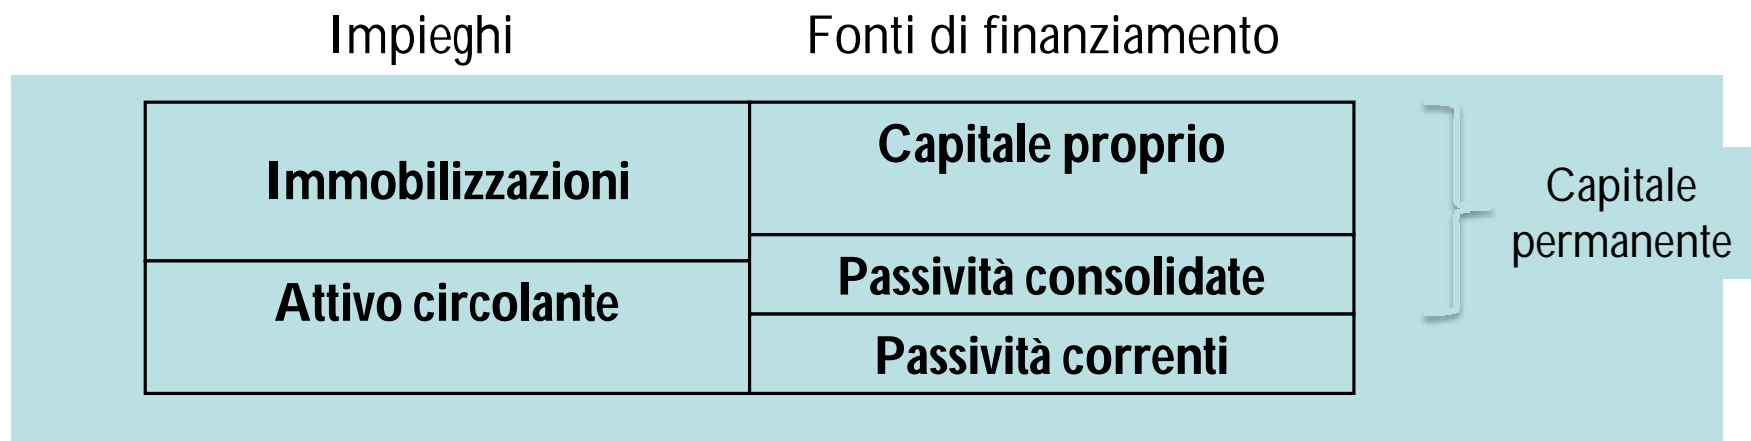 Impieghi
Fonti di finanziamento
Immobilizzazioni
Capitale proprio
Attivo circolante
Passività consolidate
Passività correnti
Capitale
permanente